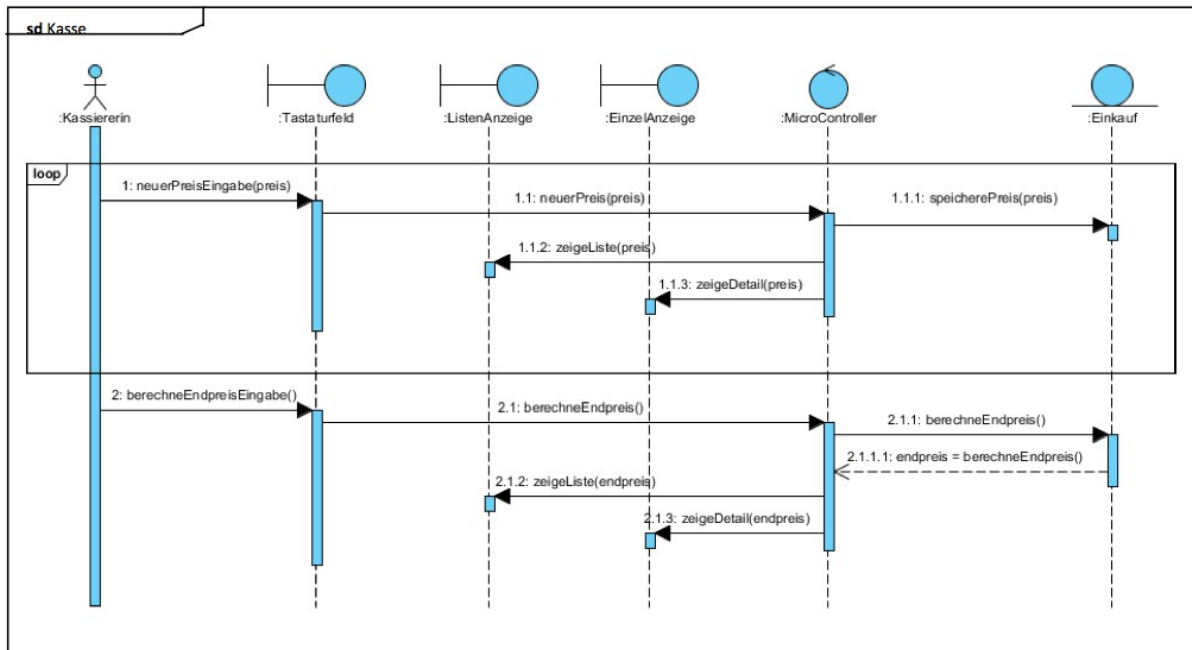 sd Kasse
:Kassiererin
:Tastaturfeld
:ListenAnzeige
:EinzelAnzeige
:MicroController
:Einkauf
loop
1: neuerPreisEingabe(preis)
1.1: neuerPreis(preis)
1.1.1: speicherePreis(preis)
1.1.2: zeigeListe(preis)
1.1.3: zeigeDetail(preis)
2: berechneEndpreisEingabe()
2.1: berechneEndpreis()
2.1.1: berechneEndpreis()
2.1.1.1: endpreis = berechneEndpreis()
2.1.2: zeigeListe(endpreis)
2.1.3: zeigeDetail(endpreis)